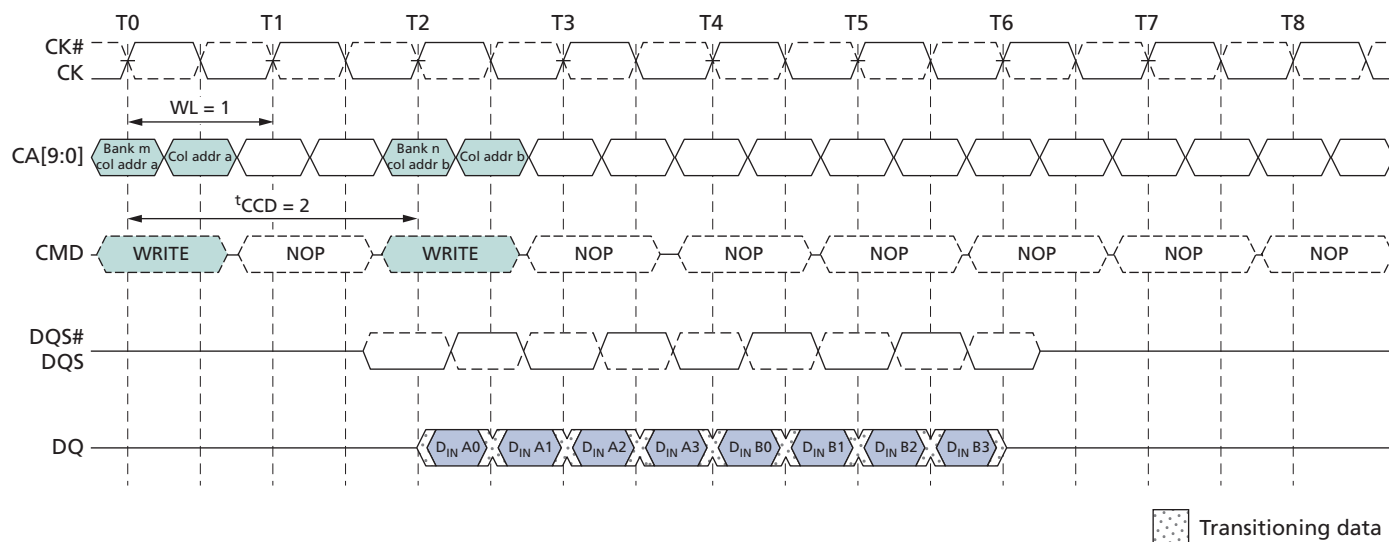 T0 T1 T2 T3 T4 T5 T6 T7 T8
CK#
CK
WL = 1
CA[9:0]
Bank m
col addr a
Col addr a
Bank n
col addr b
Col addr b
tCCD = 2
CMD WRITE NOP WRITE NOP NOP NOP NOP NOP NOP
DQS#
DQS
DQ DIN A0 DIN A1 DIN A2 DIN A3 DIN B0 DIN B1 DIN B2 DIN B3
Transitioning data